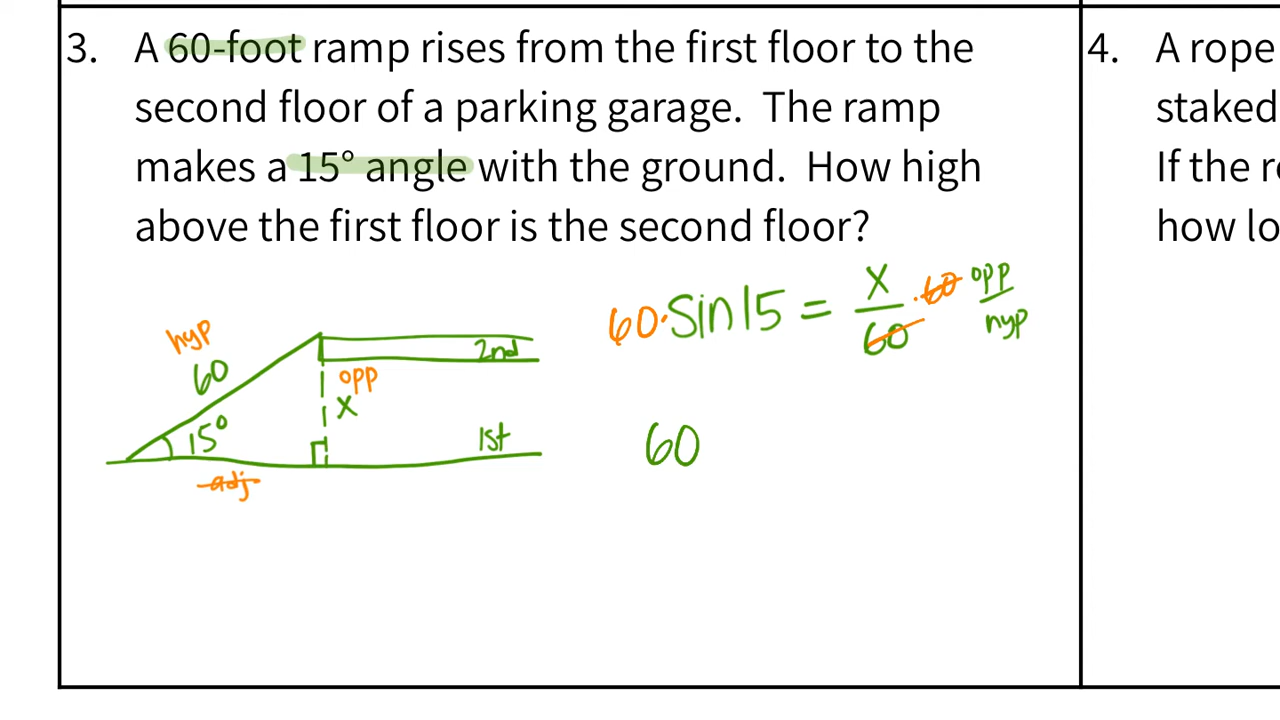 3. A 60-foot ramp rises from the first floor to the
second floor of a parking garage. The ramp
makes a 15° angle with the ground. How high
above the first floor is the second floor?
4. A rope
staked
If the r
how lo
60·Sin15 = x/60 ·60 opp/hyp
hyp
60
2nd
opp
x
15°
1st
adj
60